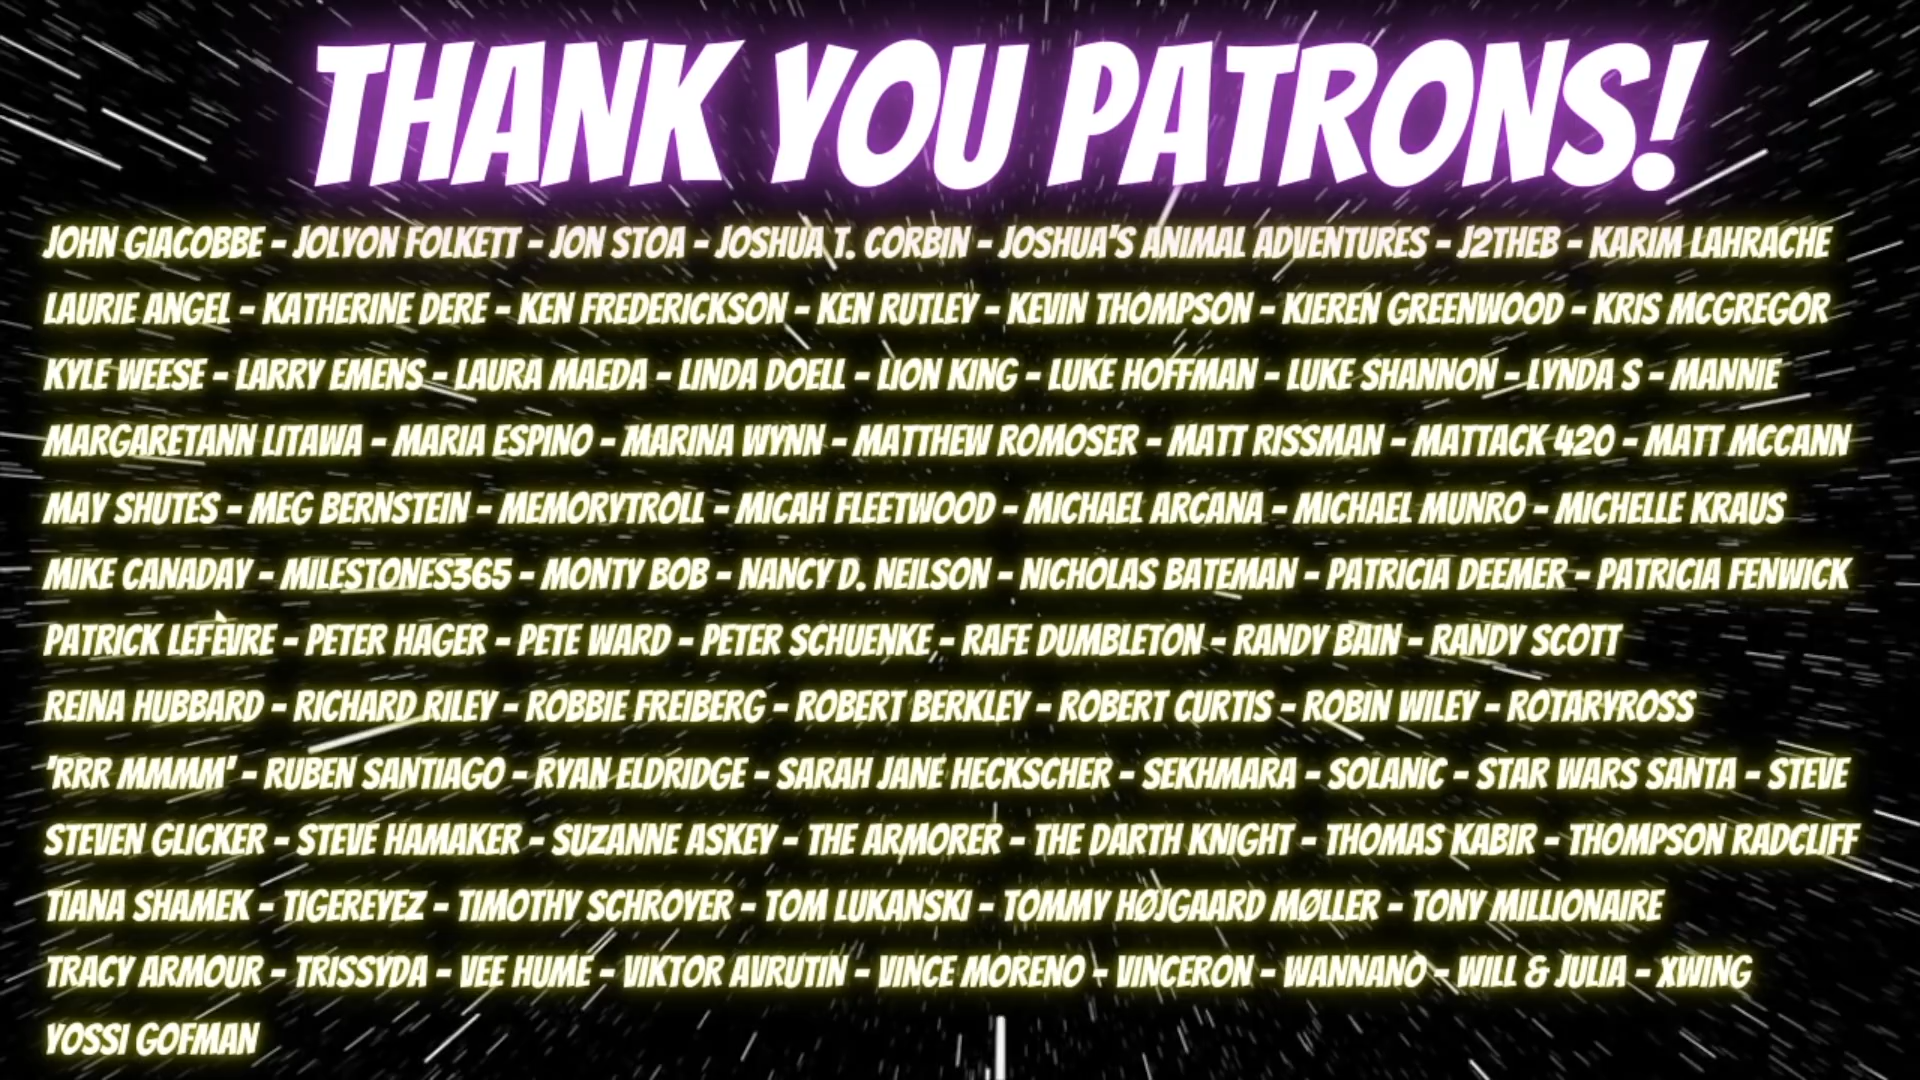 THANK YOU PATRONS!
JOHN GIACOBBE - JOLYON FOLKETT - JON STOA - JOSHUA T. CORBIN - JOSHUA'S ANIMAL ADVENTURES - J2THEB - KARIM LAHRACHE
LAURIE ANGEL - KATHERINE DERE - KEN FREDERICKSON - KEN RUTLEY - KEVIN THOMPSON - KIEREN GREENWOOD - KRIS MCGREGOR
KYLE WEESE - LARRY EMENS - LAURA MAEDA - LINDA DOELL - LION KING - LUKE HOFFMAN - LUKE SHANNON - LYNDA S - MANNIE
MARGARETANN LITAWA - MARIA ESPINO - MARINA WYNN - MATTHEW ROMOSER - MATT RISSMAN - MATTACK 420 - MATT MCCANN
MAY SHUTES - MEG BERNSTEIN - MEMORYTROLL - MICAH FLEETWOOD - MICHAEL ARCANA - MICHAEL MUNRO - MICHELLE KRAUS
MIKE CANADAY - MILESTONES365 - MONTY BOB - NANCY D. NEILSON - NICHOLAS BATEMAN - PATRICIA DEEMER - PATRICIA FENWICK
PATRICK LEFÈVRE - PETER HAGER - PETE WARD - PETER SCHUENKE - RAFE DUMBLETON - RANDY BAIN - RANDY SCOTT
REINA HUBBARD - RICHARD RILEY - ROBBIE FREIBERG - ROBERT BERKLEY - ROBERT CURTIS - ROBIN WILEY - ROTARYROSS
'RRR MMMM' - RUBEN SANTIAGO - RYAN ELDRIDGE - SARAH JANE HECKSCHER - SEKHMARA - SOLANIC - STAR WARS SANTA - STEVE
STEVEN GLICKER - STEVE HAMAKER - SUZANNE ASKEY - THE ARMORER - THE DARTH KNIGHT - THOMAS KABIR - THOMPSON RADCLIFF
TIANA SHAMEK - TIGEREYEZ - TIMOTHY SCHROYER - TOM LUKANSKI - TOMMY HØJGAARD MØLLER - TONY MILLIONAIRE
TRACY ARMOUR - TRISSYDA - VEE HUME - VIKTOR AVRUTIN - VINCE MORENO - VINCERON - WANNANO - WILL & JULIA - XWING
YOSSI GOFMAN